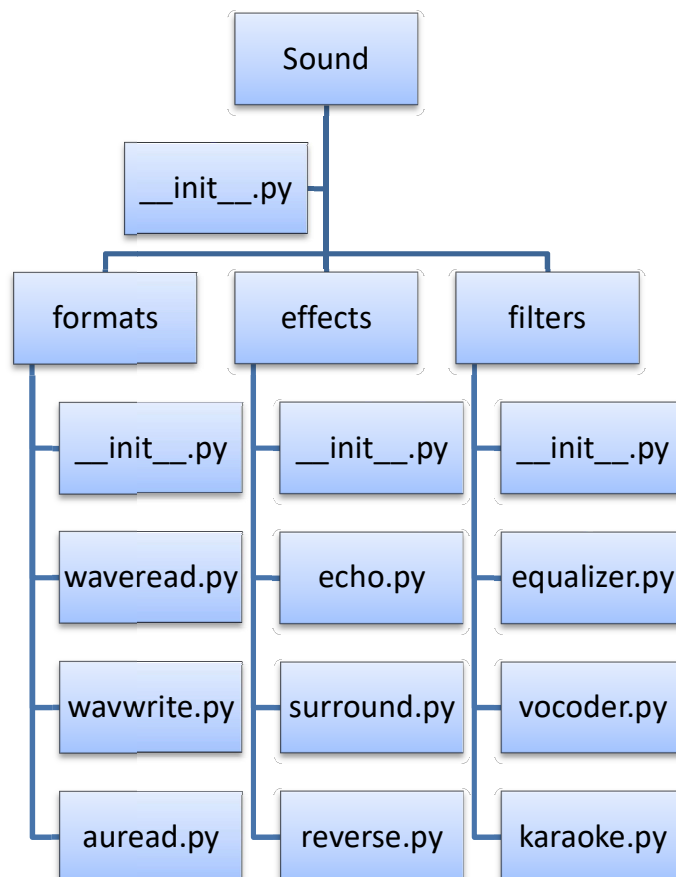 Sound
__init__.py
formats
effects
filters
__init__.py
__init__.py
__init__.py
waveread.py
echo.py
equalizer.py
wavwrite.py
surround.py
vocoder.py
auread.py
reverse.py
karaoke.py